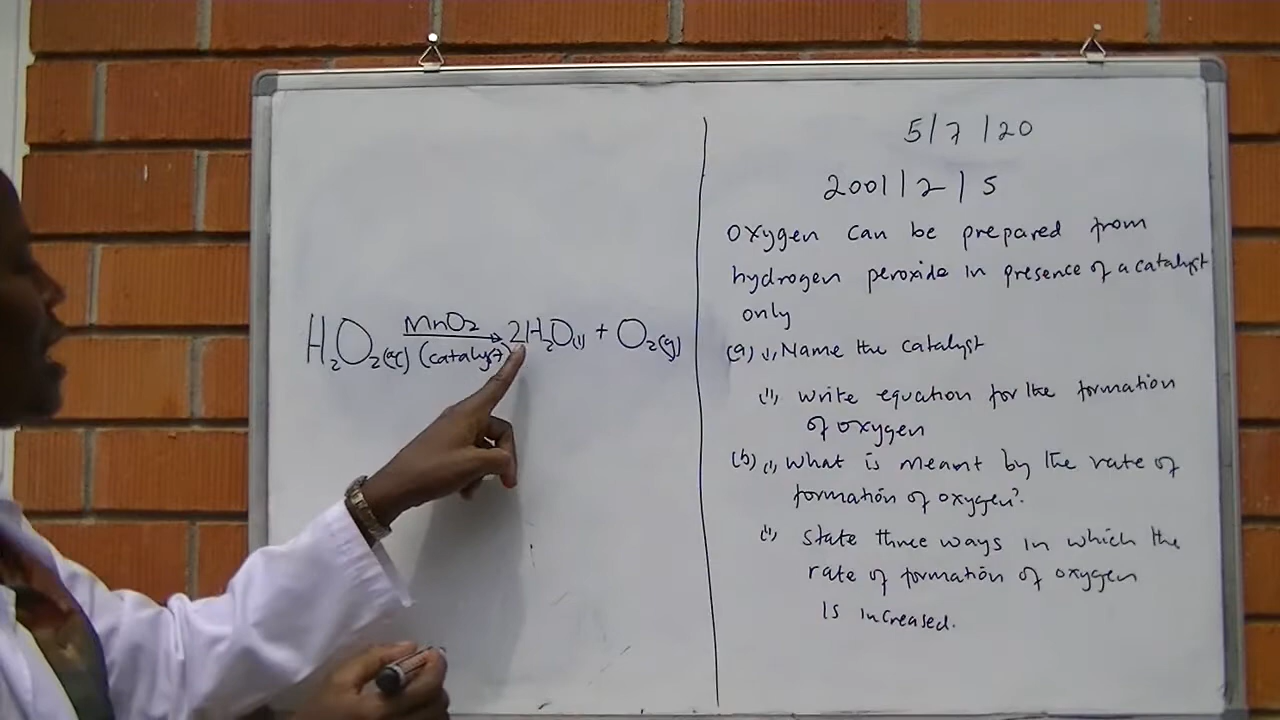 H₂O₂(aq) MnO₂ (catalyst) 2H₂O(l) + O₂(g)
5/7/20
2001/2/5
Oxygen can be prepared from
hydrogen peroxide in presence of a catalyst
only
(a) (i) Name the catalyst
(ii) write equation for the formation
of oxygen
(b) (i) What is meant by the rate of
formation of oxygen?
(ii) State three ways in which the
rate of formation of oxygen
is increased.